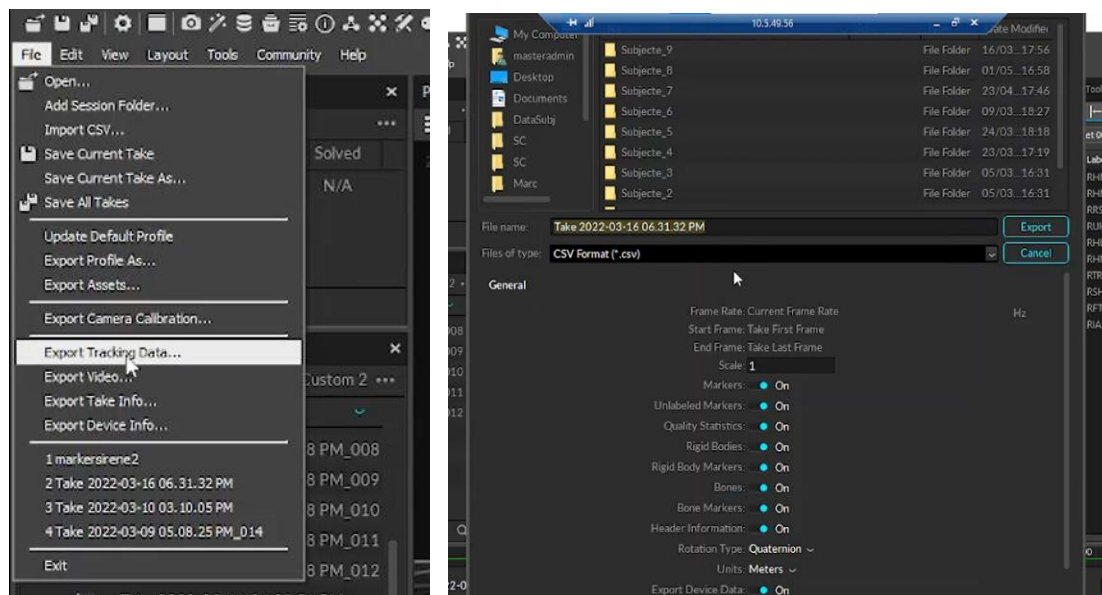 File Edit View Layout Tools Community Help
Open...
Add Session Folder...
Import CSV...
Save Current Take
Save Current Take As...
Save All Takes
Update Default Profile
Export Profile As...
Export Assets...
Export Camera Calibration...
Export Tracking Data...
Export Video...
Export Take Info...
Export Device Info...
1 markersirene2
2 Take 2022-03-16 06.31.32 PM
3 Take 2022-03-10 03.10.05 PM
4 Take 2022-03-09 05.08.25 PM_014
Exit
Solved
N/A
Custom 2
8 PM_008
8 PM_009
8 PM_010
8 PM_011
8 PM_012
10.5.49.56
Date Modified
My Computer
masteradmin
Desktop
Documents
DataSubj
SC
SC
Marc
Subjecte_9 File Folder 16/03...17:56
Subjecte_8 File Folder 01/05...16:58
Subjecte_7 File Folder 23/04...17:46
Subjecte_6 File Folder 09/03...18:27
Subjecte_5 File Folder 24/03...18:18
Subjecte_4 File Folder 23/03...17:19
Subjecte_3 File Folder 05/03...16:31
Subjecte_2 File Folder 05/03...16:31
File name: Take 2022-03-16 06.31.32 PM Export
Files of type: CSV Format (*.csv) Cancel
General
Frame Rate: Current Frame Rate Hz
Start Frame: Take First Frame
End Frame: Take Last Frame
Scale: 1
Markers: On
Unlabeled Markers: On
Quality Statistics: On
Rigid Bodies: On
Rigid Body Markers: On
Bones: On
Bone Markers: On
Header Information: On
Rotation Type: Quaternion
Units: Meters
Export Device Data: On